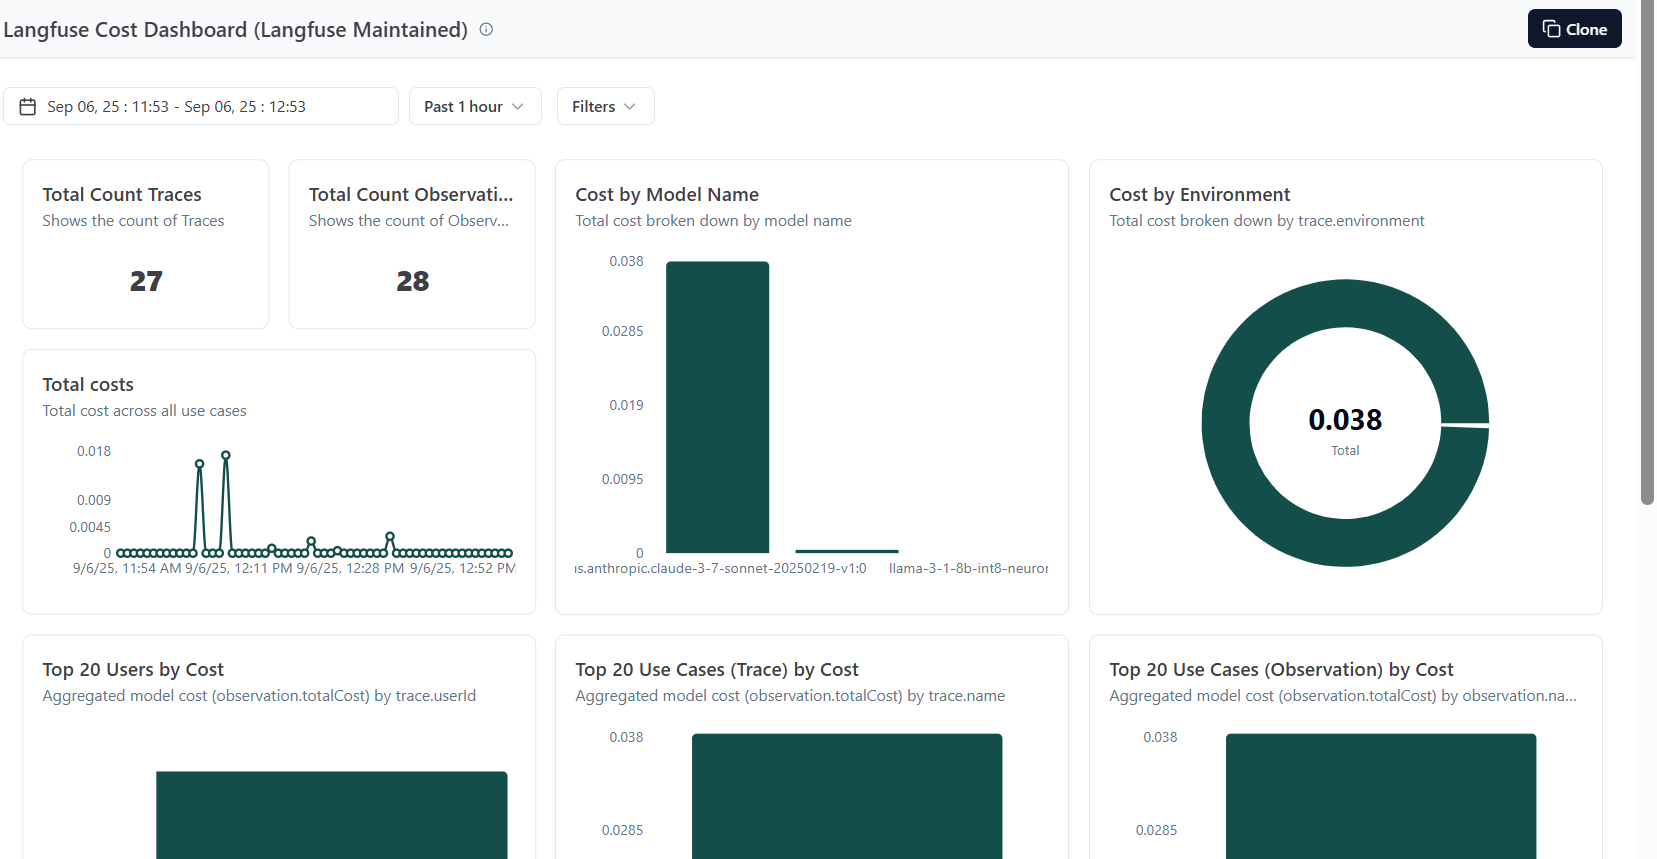 Langfuse Cost Dashboard (Langfuse Maintained)
Clone
Sep 06, 25 : 11:53 - Sep 06, 25 : 12:53
Past 1 hour
Filters
Total Count Traces
Shows the count of Traces
27
Total Count Observati...
Shows the count of Observ...
28
Total costs
Total cost across all use cases
0.018
0.009
0.0045
0
9/6/25, 11:54 AM 9/6/25, 12:11 PM 9/6/25, 12:28 PM 9/6/25, 12:52 PM
Cost by Model Name
Total cost broken down by model name
0.038
0.0285
0.019
0.0095
0
us.anthropic.claude-3-7-sonnet-20250219-v1:0
llama-3-1-8b-int8-neuron
Cost by Environment
Total cost broken down by trace.environment
0.038
Total
Top 20 Users by Cost
Aggregated model cost (observation.totalCost) by trace.userId
Top 20 Use Cases (Trace) by Cost
Aggregated model cost (observation.totalCost) by trace.name
0.038
0.0285
Top 20 Use Cases (Observation) by Cost
Aggregated model cost (observation.totalCost) by observation.na...
0.038
0.0285